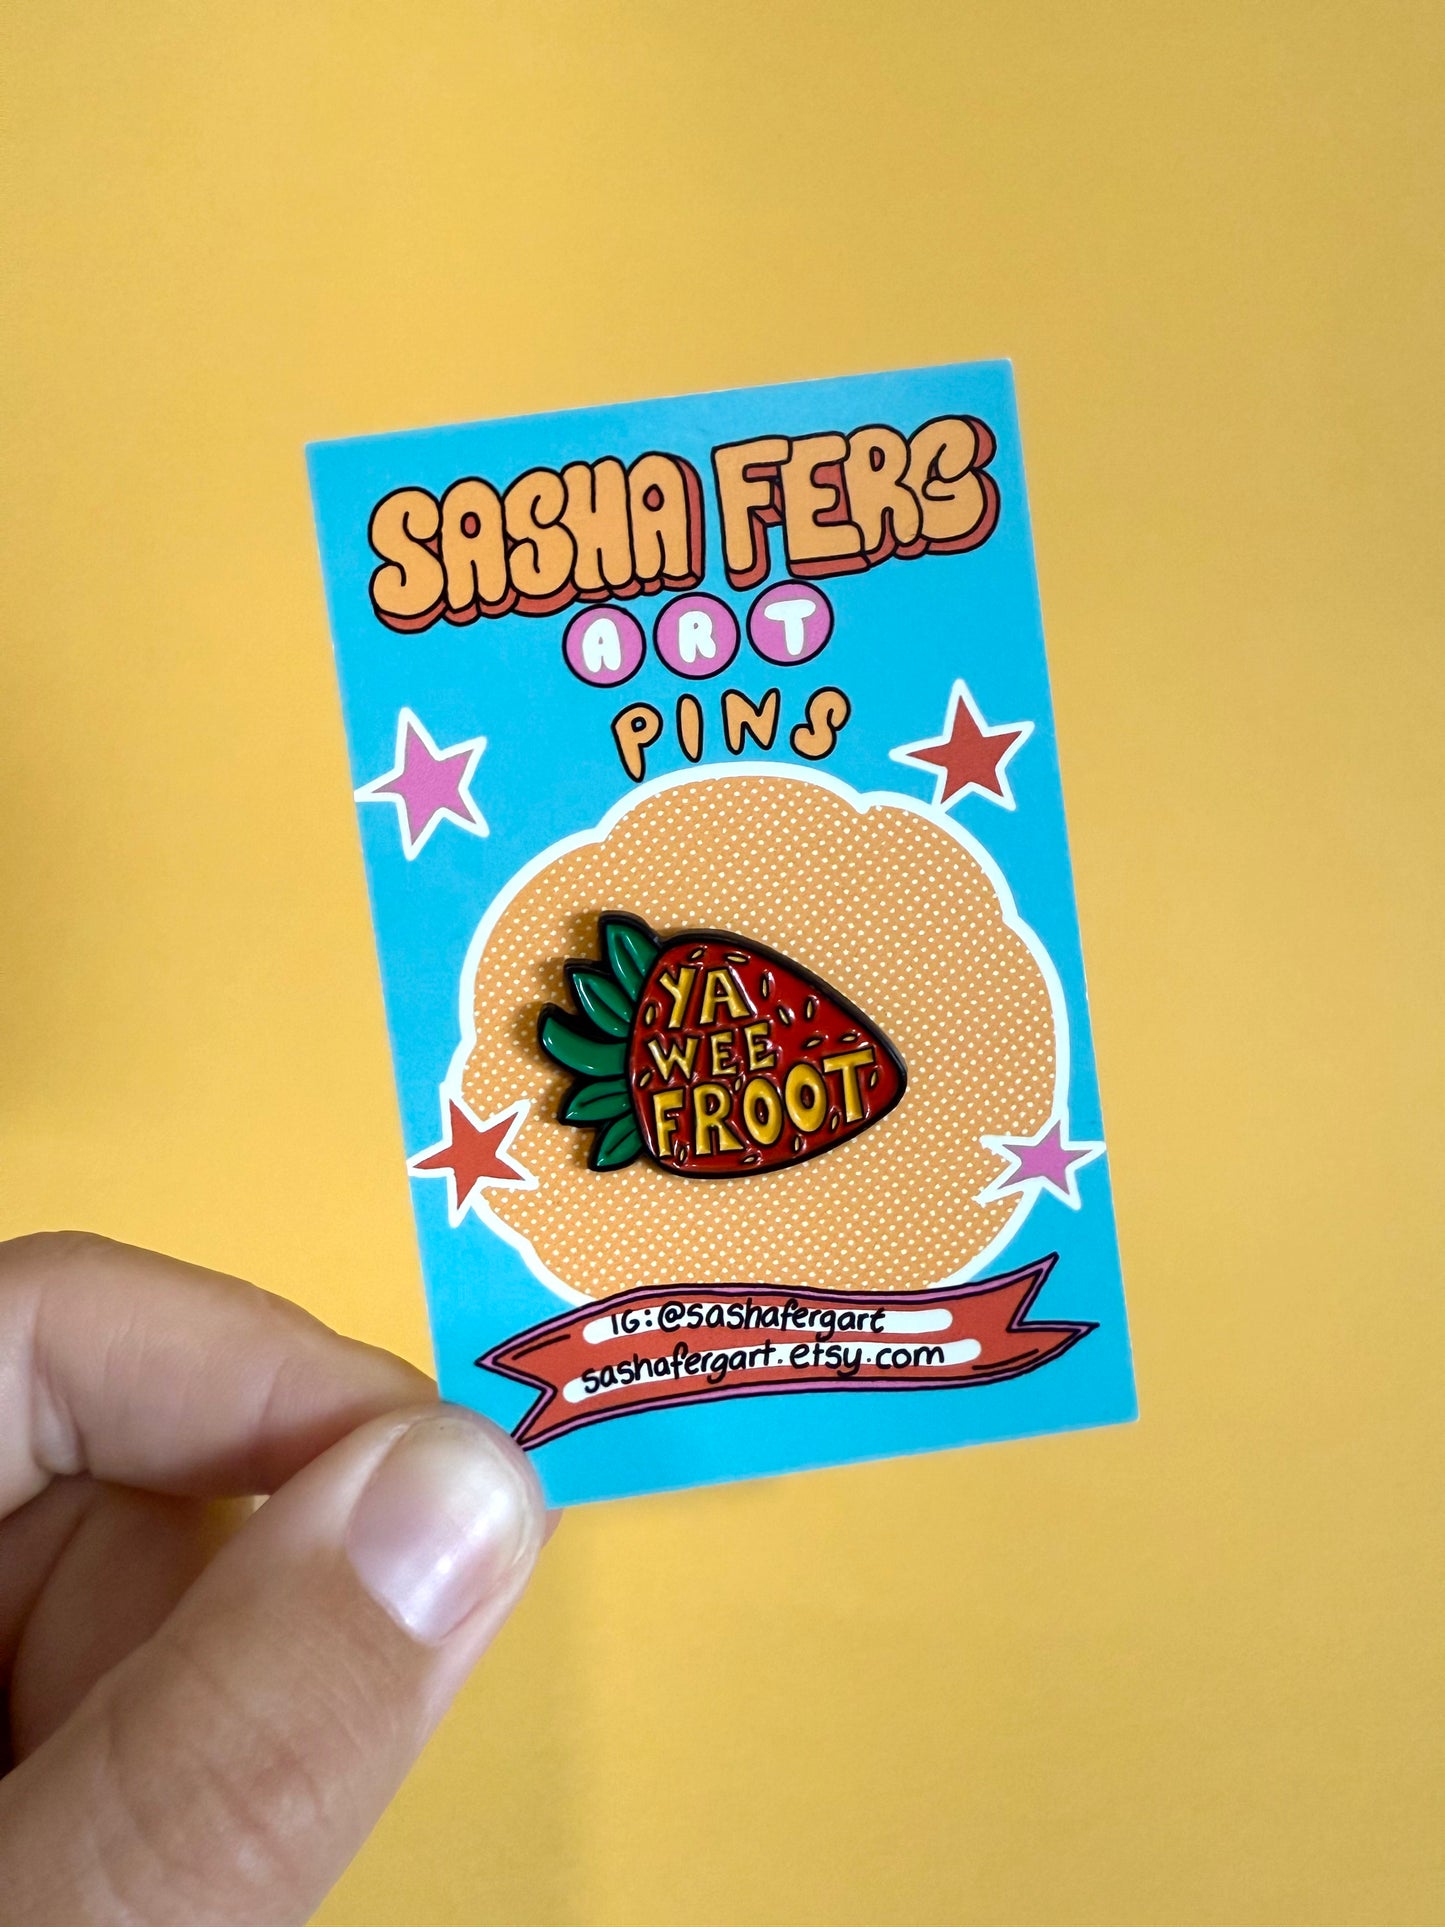 SASHA FERG
ART
PINS
YA
WEE
FROOT
IG:@sashafergart
sashafergart.etsy.com